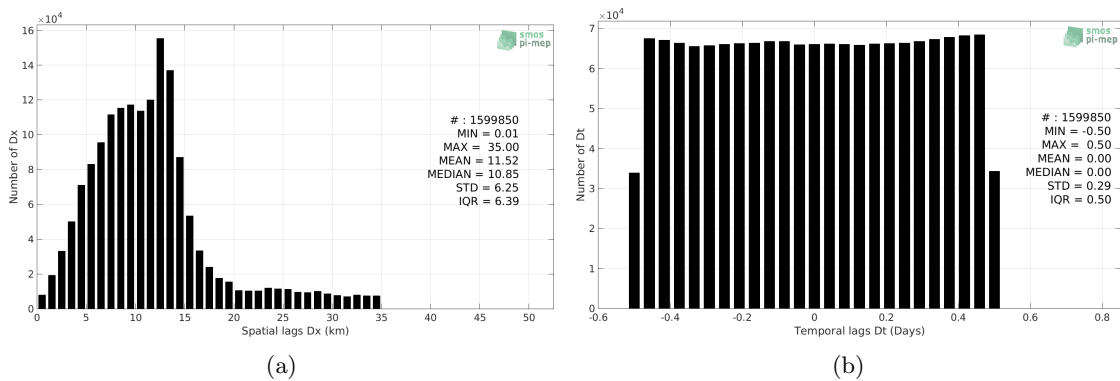 ×10⁴
16
14
12
10
8
6
4
2
0
0 5 10 15 20 25 30 35 40 45 50
Number of Dx
Spatial lags Dx (km)
smos
pi-mep
# : 1599850
MIN = 0.01
MAX = 35.00
MEAN = 11.52
MEDIAN = 10.85
STD = 6.25
IQR = 6.39
(a)
×10⁴
7
6
5
4
3
2
1
0
-0.6 -0.4 -0.2 0 0.2 0.4 0.6 0.8
Number of Dt
Temporal lags Dt (Days)
smos
pi-mep
# : 1599850
MIN = -0.50
MAX = 0.50
MEAN = 0.00
MEDIAN = 0.00
STD = 0.29
IQR = 0.50
(b)